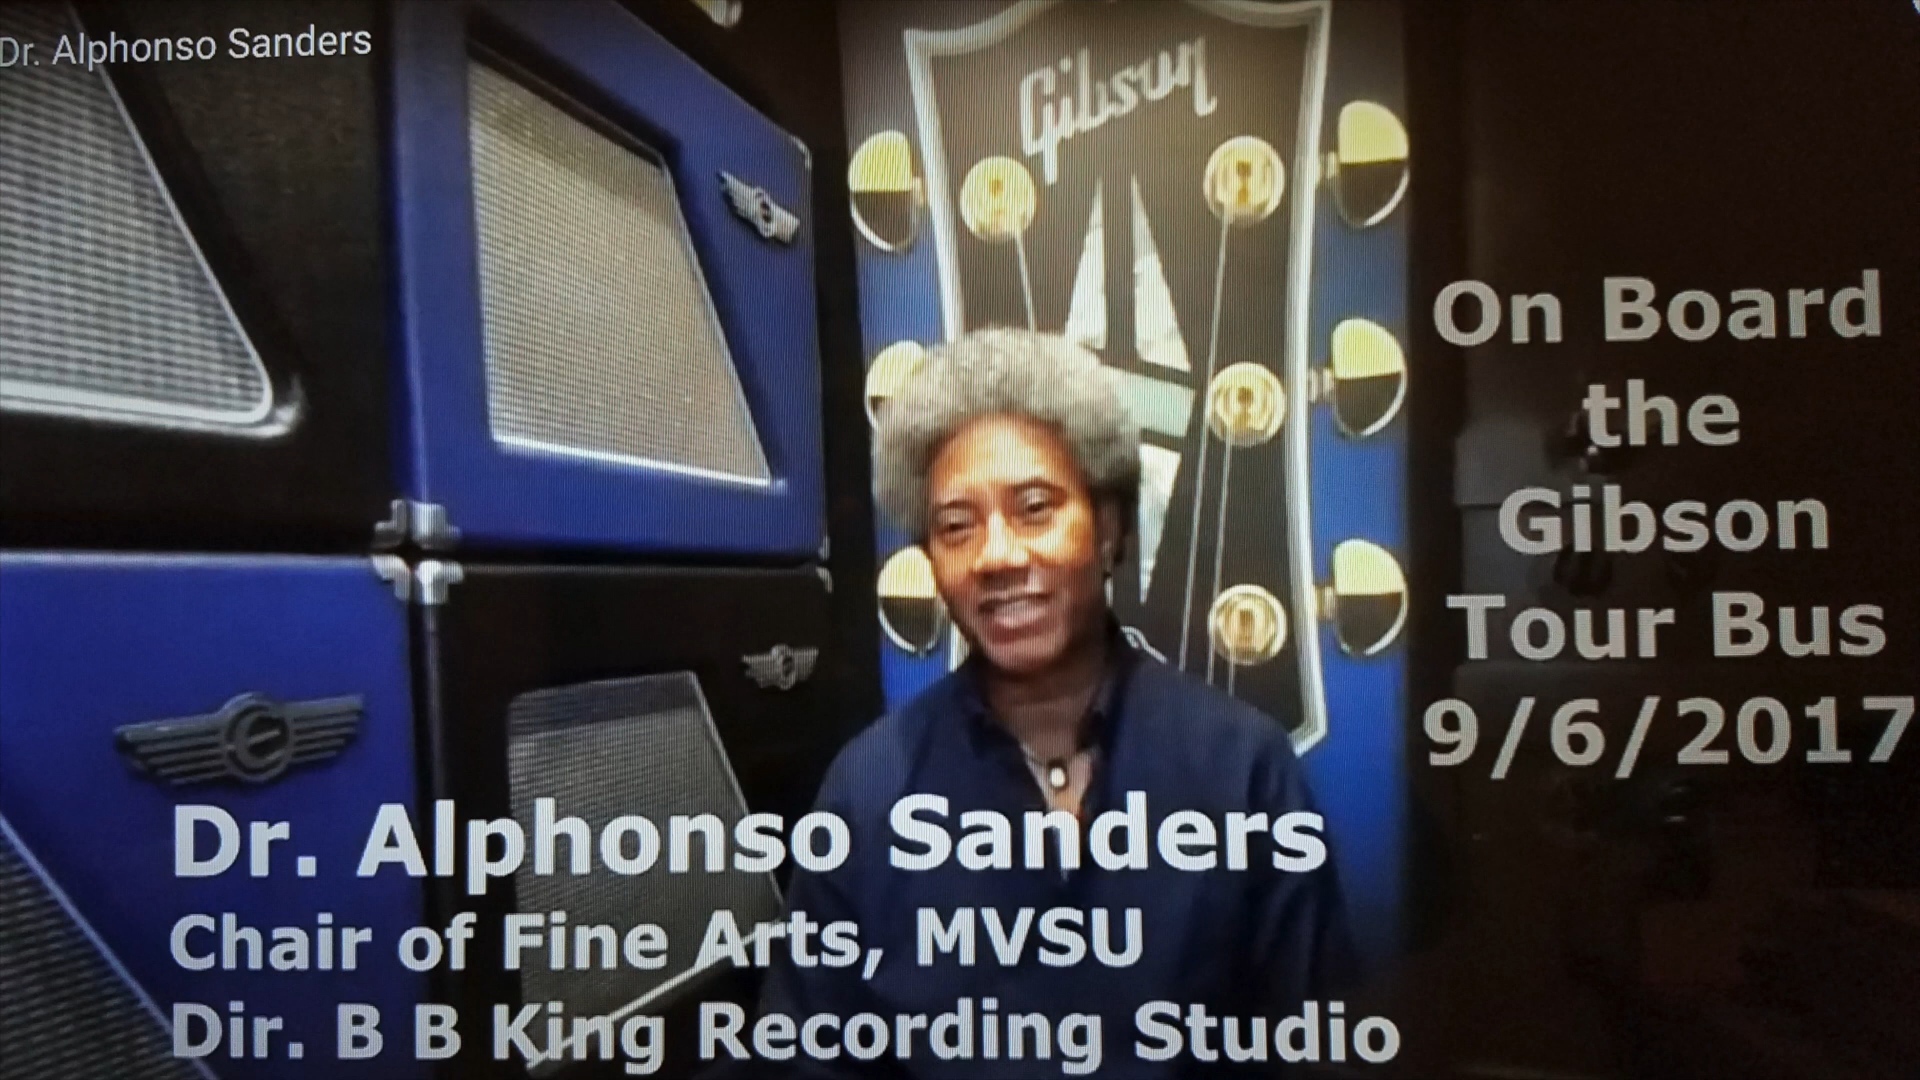 Dr. Alphonso Sanders
Gibson
On Board
the
Gibson
Tour Bus
9/6/2017
Dr. Alphonso Sanders
Chair of Fine Arts, MVSU
Dir. B B King Recording Studio